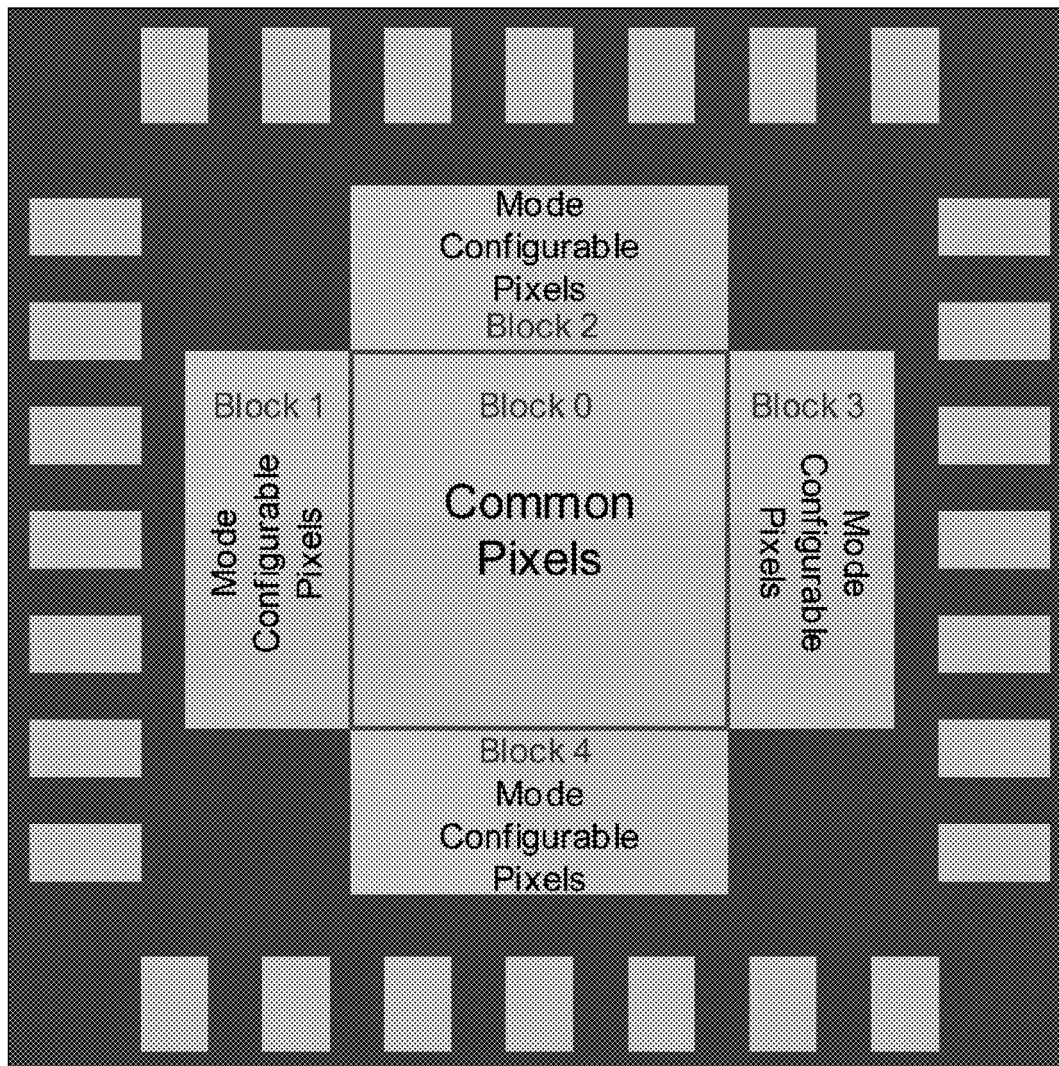 Mode
Configurable
Pixels
Block 2
Block 1
Mode
Configurable
Pixels
Block 0
Common
Pixels
Block 3
Mode
Configurable
Pixels
Block 4
Mode
Configurable
Pixels